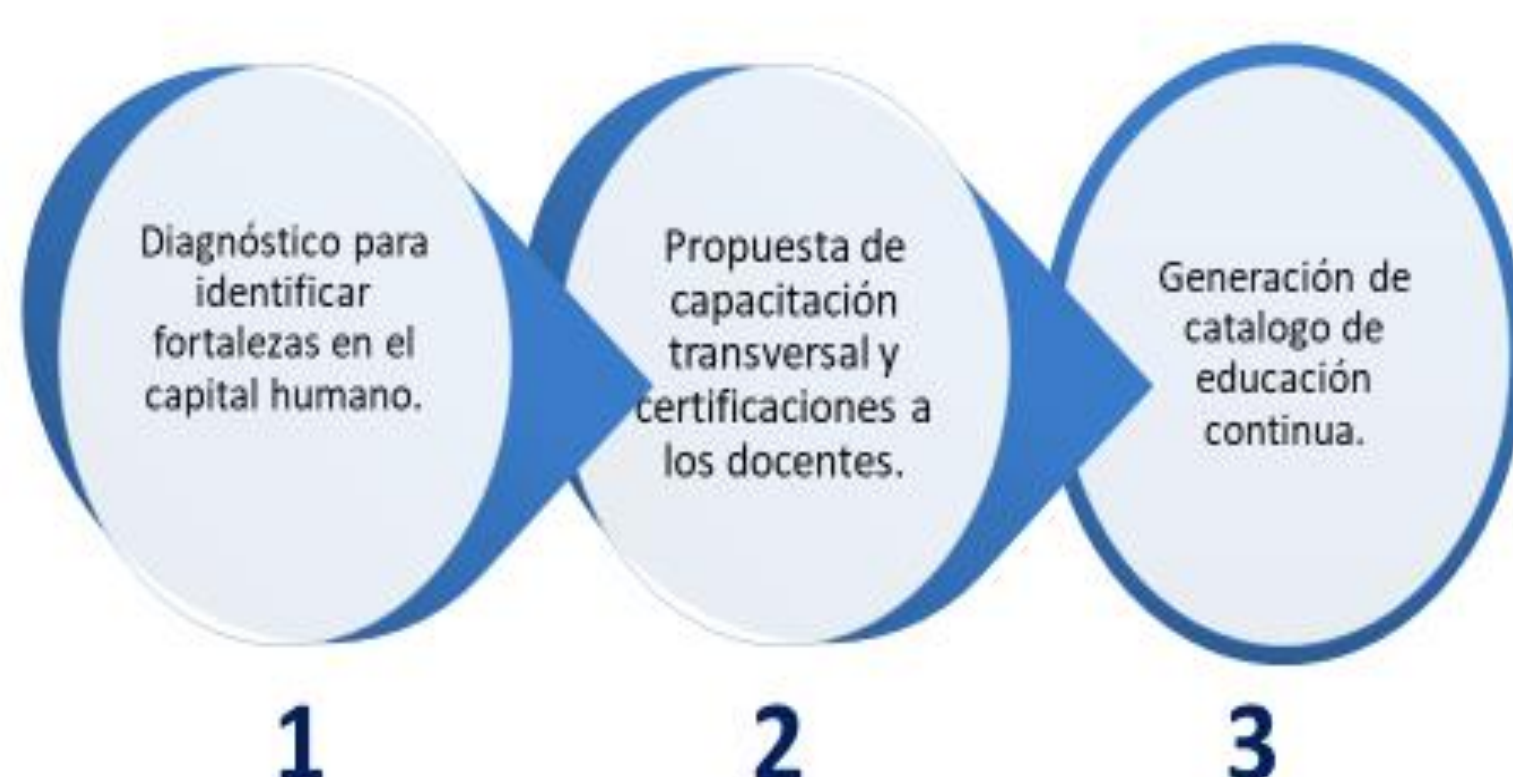 Diagnóstico para
identificar
fortalezas en el
capital humano.
Propuesta de
capacitación
transversal y
certificaciones a
los docentes.
Generación de
catalogo de
educación
continua.
1
2
3